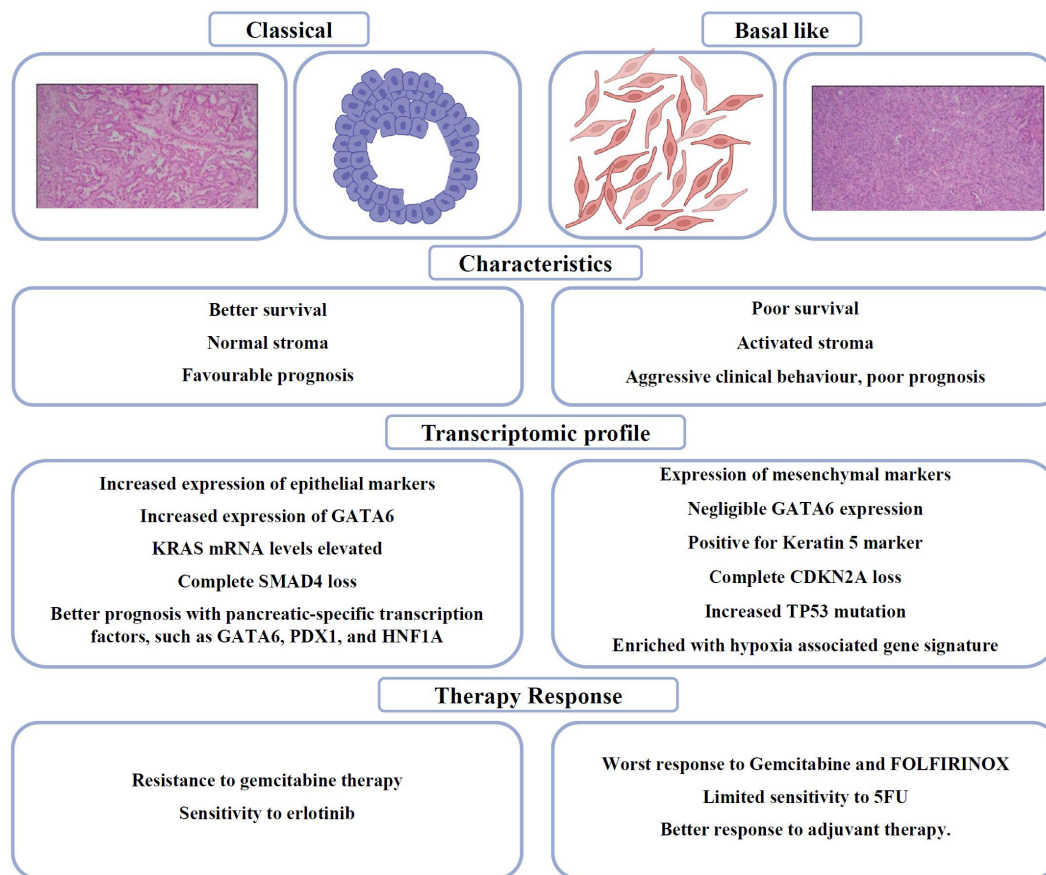 Classical
Basal like
Characteristics
Better survival
Normal stroma
Favourable prognosis
Poor survival
Activated stroma
Aggressive clinical behaviour, poor prognosis
Transcriptomic profile
Increased expression of epithelial markers
Increased expression of GATA6
KRAS mRNA levels elevated
Complete SMAD4 loss
Better prognosis with pancreatic-specific transcription
factors, such as GATA6, PDX1, and HNF1A
Expression of mesenchymal markers
Negligible GATA6 expression
Positive for Keratin 5 marker
Complete CDKN2A loss
Increased TP53 mutation
Enriched with hypoxia associated gene signature
Therapy Response
Resistance to gemcitabine therapy
Sensitivity to erlotinib
Worst response to Gemcitabine and FOLFIRINOX
Limited sensitivity to 5FU
Better response to adjuvant therapy.